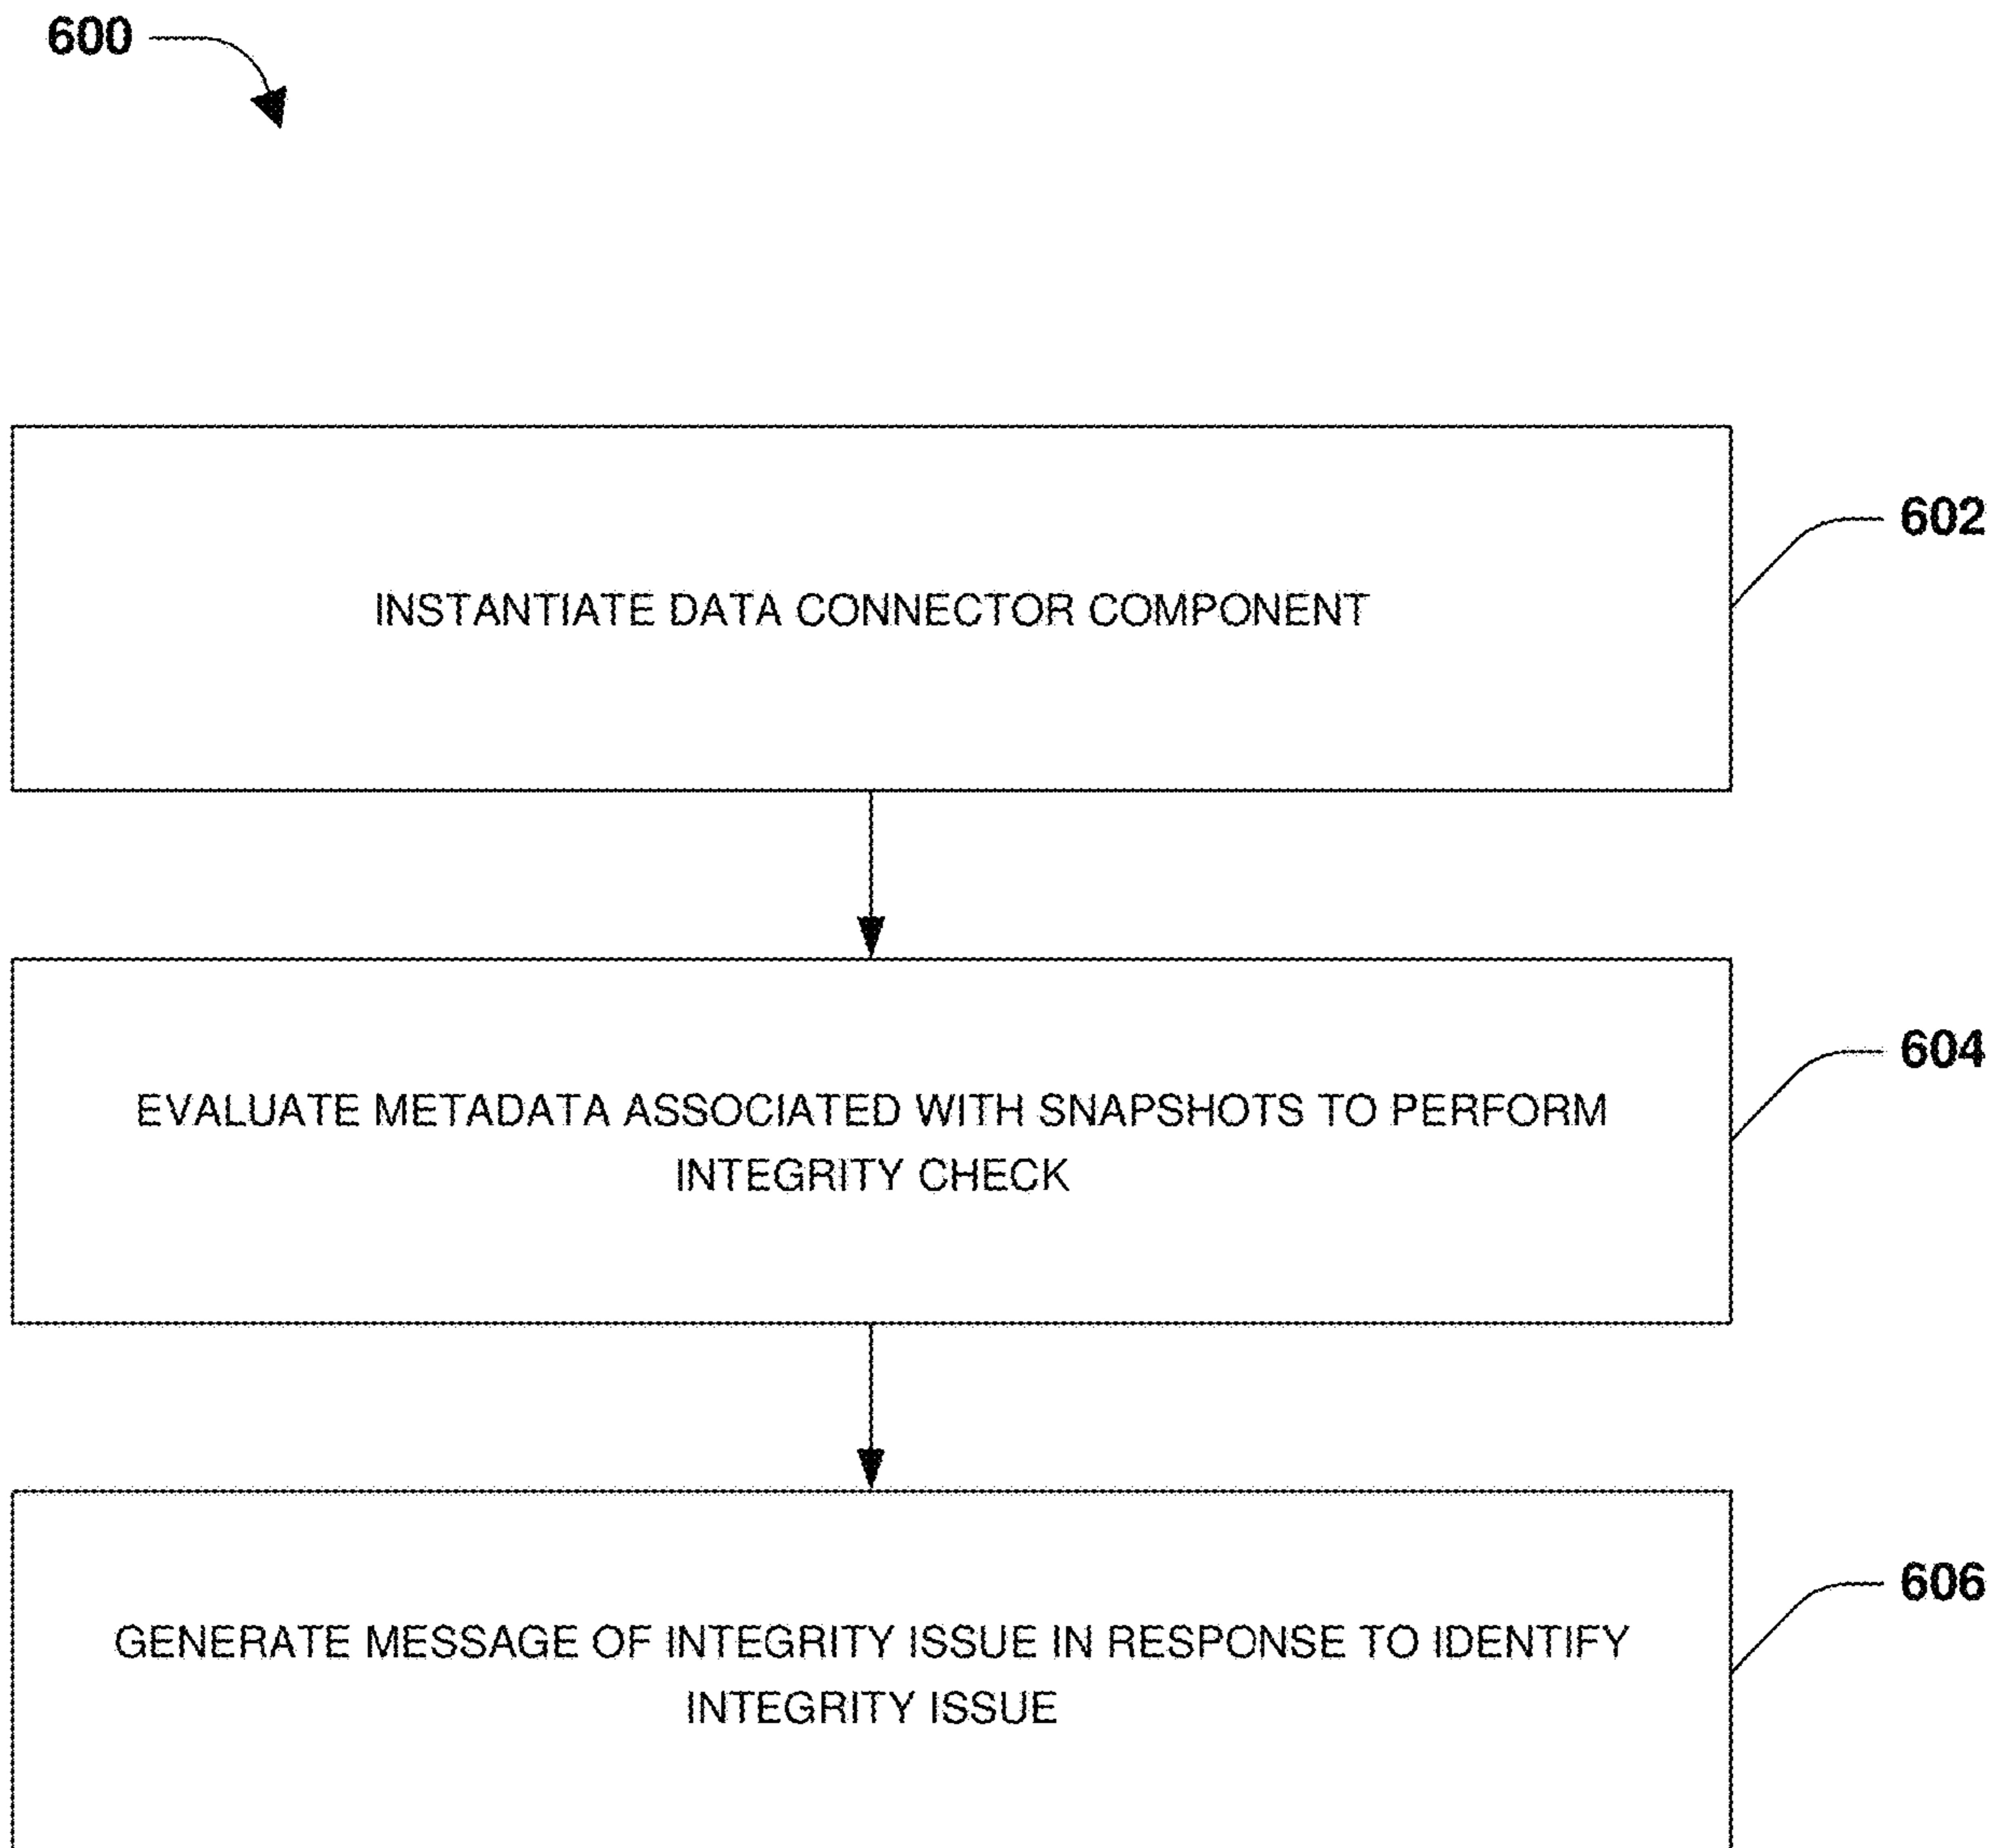 600
INSTANTIATE DATA CONNECTOR COMPONENT
602
EVALUATE METADATA ASSOCIATED WITH SNAPSHOTS TO PERFORM
INTEGRITY CHECK
604
GENERATE MESSAGE OF INTEGRITY ISSUE IN RESPONSE TO IDENTIFY
INTEGRITY ISSUE
606